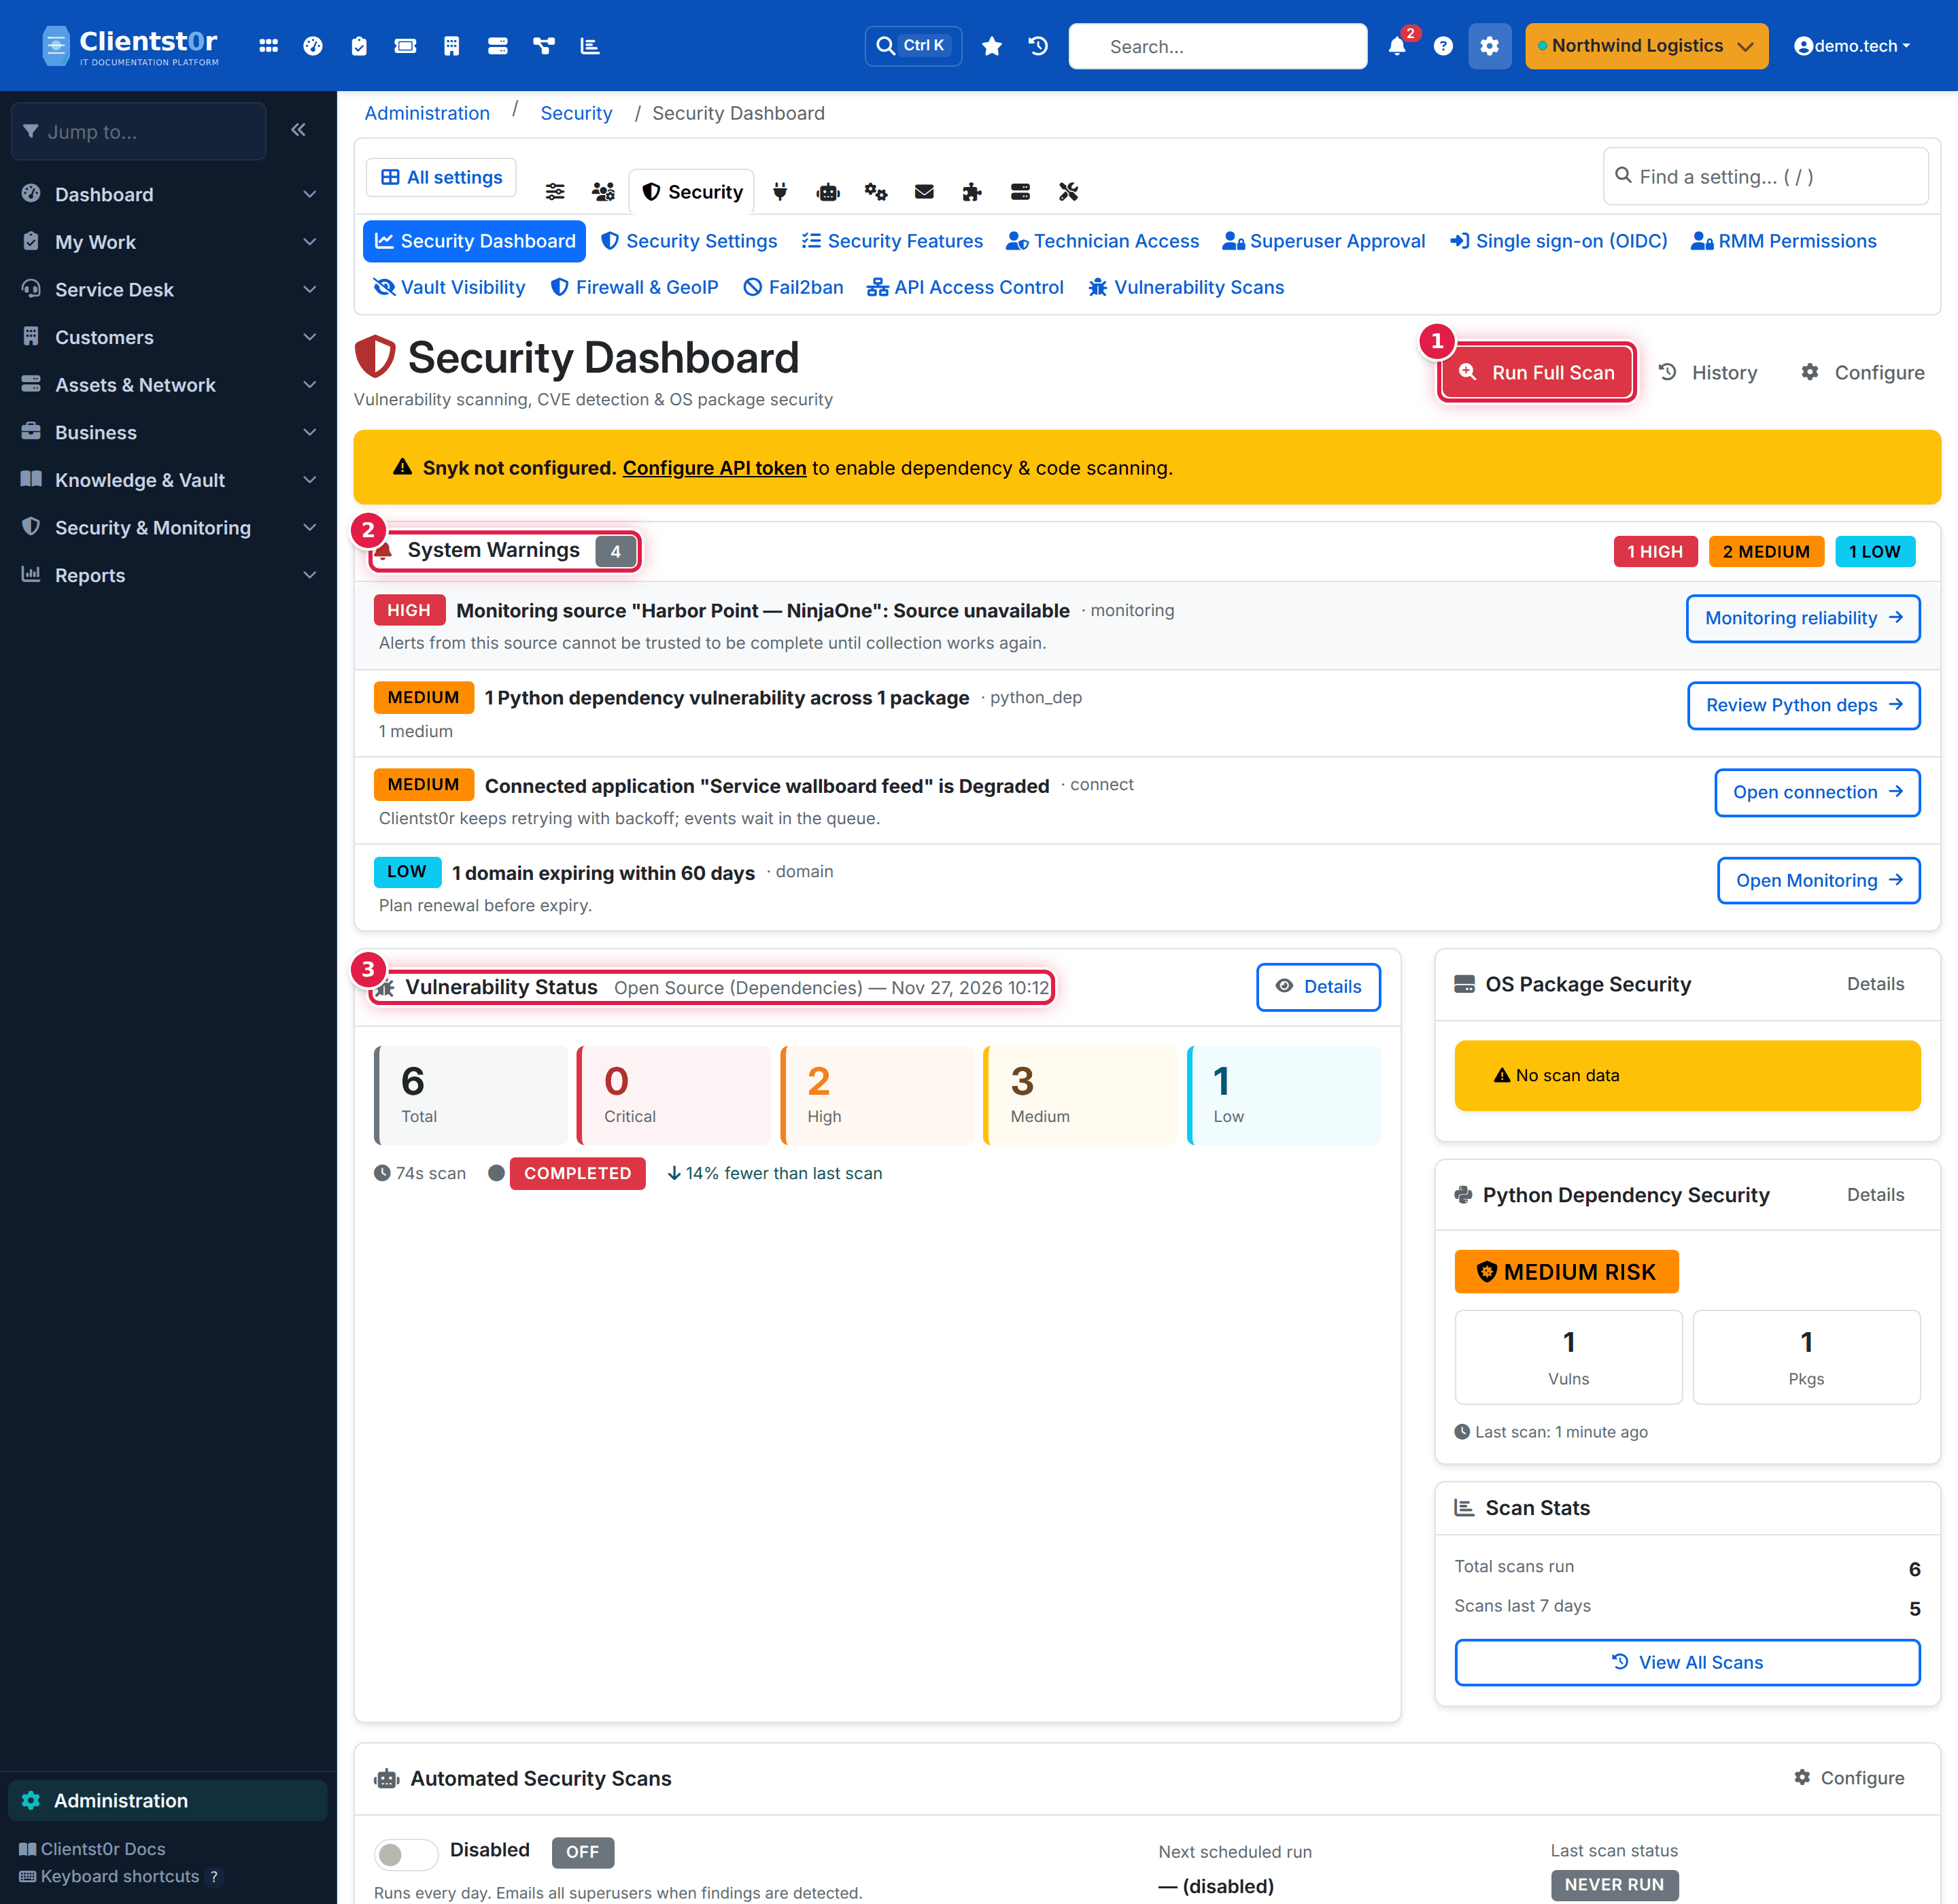 Clientst0r
IT DOCUMENTATION PLATFORM
Ctrl K
Search...
2
?
Northwind Logistics
demo.tech
Jump to...
Dashboard
My Work
Service Desk
Customers
Assets & Network
Business
Knowledge & Vault
Security & Monitoring
Reports
Administration
Clientst0r Docs
Keyboard shortcuts ?
Administration / Security / Security Dashboard
All settings
Security
Find a setting... ( / )
Security Dashboard
Security Settings
Security Features
Technician Access
Superuser Approval
Single sign-on (OIDC)
RMM Permissions
Vault Visibility
Firewall & GeoIP
Fail2ban
API Access Control
Vulnerability Scans
Security Dashboard
Vulnerability scanning, CVE detection & OS package security
1
Run Full Scan
History
Configure
Snyk not configured. Configure API token to enable dependency & code scanning.
2
System Warnings 4
1 HIGH
2 MEDIUM
1 LOW
HIGH Monitoring source "Harbor Point — NinjaOne": Source unavailable · monitoring
Alerts from this source cannot be trusted to be complete until collection works again.
Monitoring reliability
MEDIUM 1 Python dependency vulnerability across 1 package · python_dep
1 medium
Review Python deps
MEDIUM Connected application "Service wallboard feed" is Degraded · connect
Clientst0r keeps retrying with backoff; events wait in the queue.
Open connection
LOW 1 domain expiring within 60 days · domain
Plan renewal before expiry.
Open Monitoring
3
Vulnerability Status Open Source (Dependencies) — Nov 27, 2026 10:12
Details
6
Total
0
Critical
2
High
3
Medium
1
Low
74s scan
COMPLETED
14% fewer than last scan
OS Package Security
Details
No scan data
Python Dependency Security
Details
MEDIUM RISK
1
Vulns
1
Pkgs
Last scan: 1 minute ago
Scan Stats
Total scans run 6
Scans last 7 days 5
View All Scans
Automated Security Scans
Configure
Disabled OFF
Runs every day. Emails all superusers when findings are detected.
Next scheduled run
— (disabled)
Last scan status
NEVER RUN